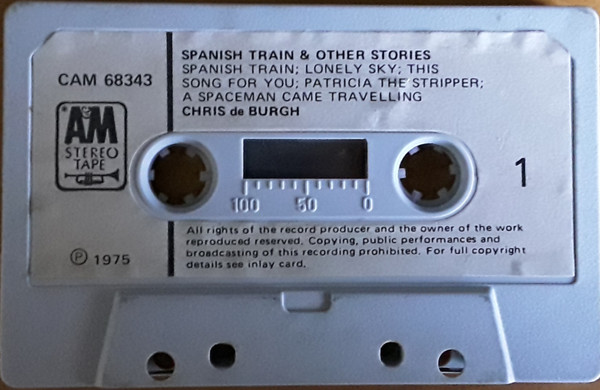 SPANISH TRAIN & OTHER STORIES
SPANISH TRAIN; LONELY SKY; THIS
SONG FOR YOU; PATRICIA THE STRIPPER;
A SPACEMAN CAME TRAVELLING
CHRIS de BURGH
CAM 68343
A&M
STEREO
TAPE
1
100 50 0
All rights of the record producer and the owner of the work
reproduced reserved. Copying, public performances and
broadcasting of this recording prohibited. For full copyright
details see inlay card.
℗ 1975